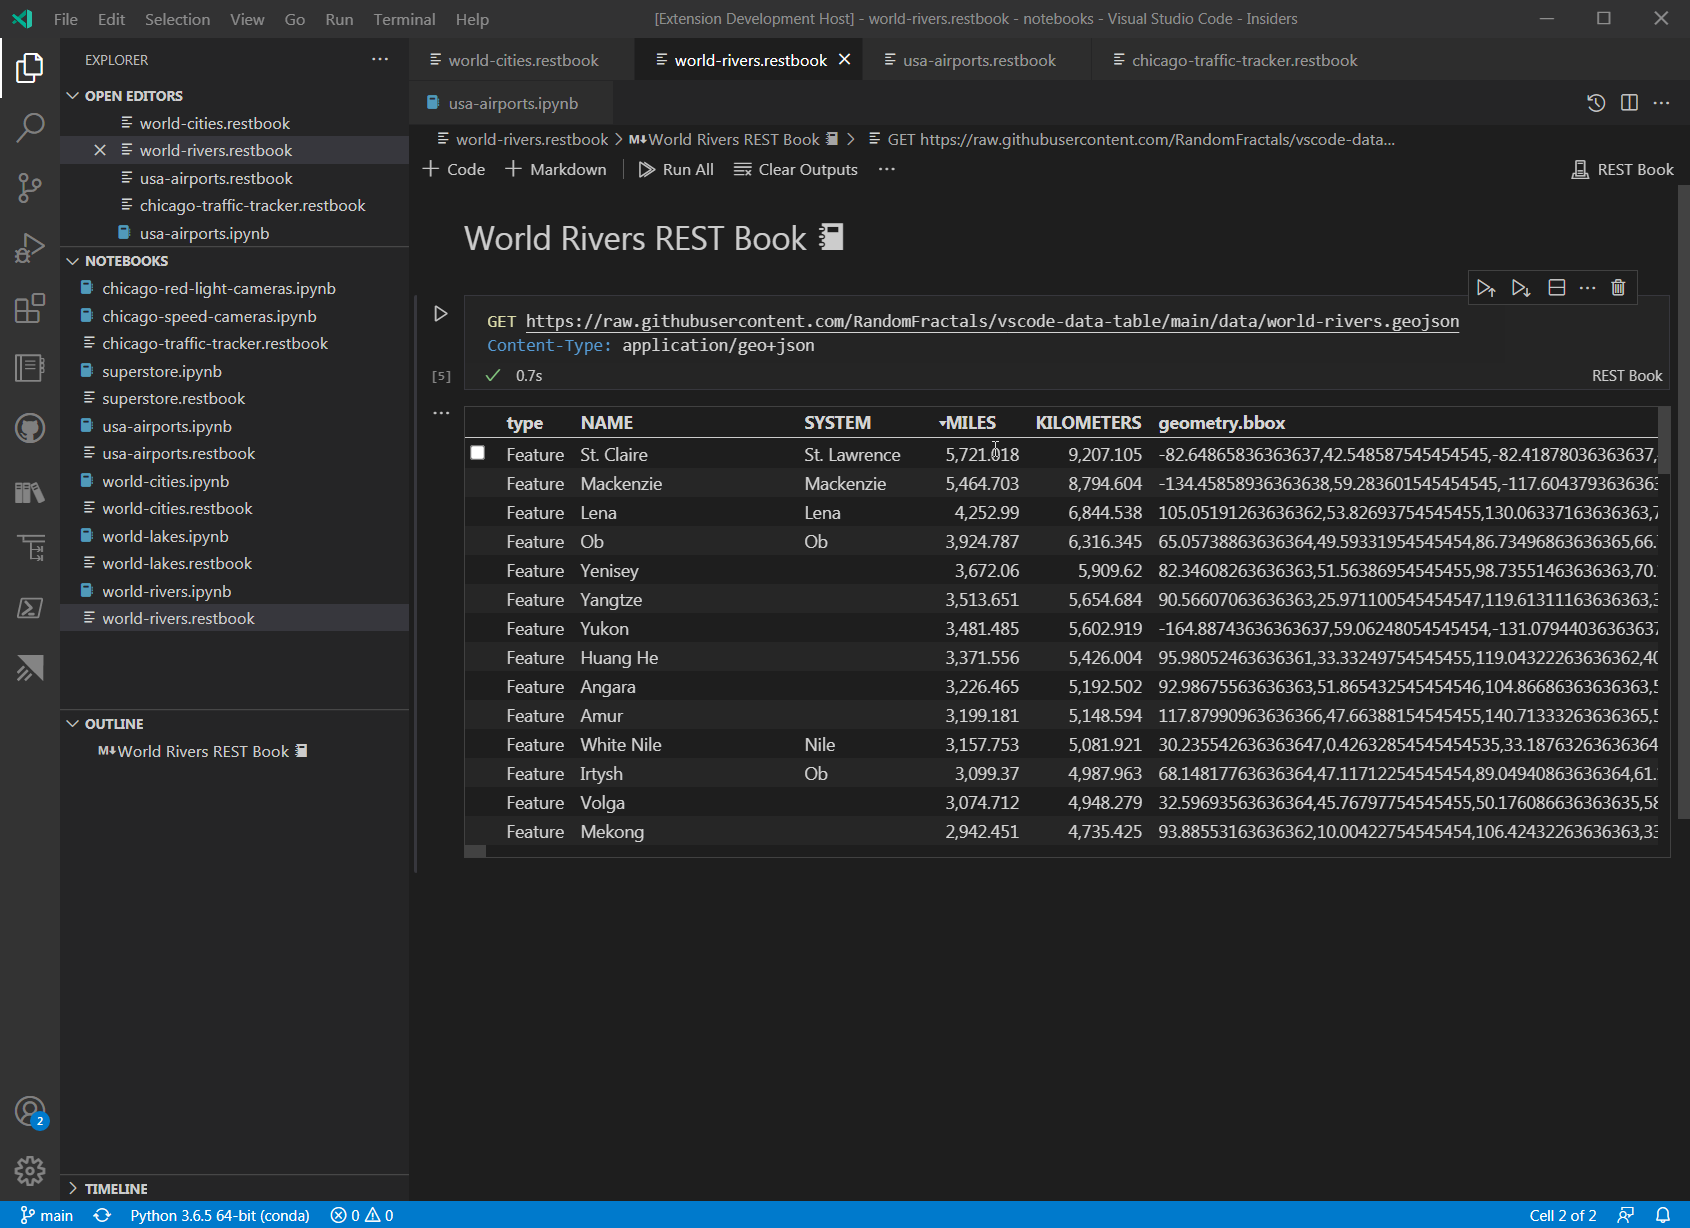 File Edit Selection View Go Run Terminal Help [Extension Development Host] - world-rivers.restbook - notebooks - Visual Studio Code - Insiders
EXPLORER
OPEN EDITORS
world-cities.restbook
world-rivers.restbook
usa-airports.restbook
chicago-traffic-tracker.restbook
usa-airports.ipynb
NOTEBOOKS
chicago-red-light-cameras.ipynb
chicago-speed-cameras.ipynb
chicago-traffic-tracker.restbook
superstore.ipynb
superstore.restbook
usa-airports.ipynb
usa-airports.restbook
world-cities.ipynb
world-cities.restbook
world-lakes.ipynb
world-lakes.restbook
world-rivers.ipynb
world-rivers.restbook
OUTLINE
M↓World Rivers REST Book
TIMELINE
2
world-cities.restbook world-rivers.restbook usa-airports.restbook chicago-traffic-tracker.restbook
usa-airports.ipynb
world-rivers.restbook > M↓World Rivers REST Book > GET https://raw.githubusercontent.com/RandomFractals/vscode-data...
Code Markdown Run All Clear Outputs ··· REST Book
World Rivers REST Book
GET https://raw.githubusercontent.com/RandomFractals/vscode-data-table/main/data/world-rivers.geojson
Content-Type: application/geo+json
[5] 0.7s REST Book
type NAME SYSTEM MILES KILOMETERS geometry.bbox
Feature St. Claire St. Lawrence 5,721.018 9,207.105 -82.64865836363637,42.548587545454545,-82.41878036363637,
Feature Mackenzie Mackenzie 5,464.703 8,794.604 -134.45858936363638,59.283601545454545,-117.6043793636363
Feature Lena Lena 4,252.99 6,844.538 105.05191263636362,53.82693754545455,130.06337163636363,7
Feature Ob Ob 3,924.787 6,316.345 65.05738863636364,49.59331954545454,86.73496863636365,66.
Feature Yenisey 3,672.06 5,909.62 82.34608263636363,51.56386954545455,98.73551463636363,70.
Feature Yangtze 3,513.651 5,654.684 90.56607063636363,25.971100545454547,119.61311163636363,3
Feature Yukon 3,481.485 5,602.919 -164.88743636363637,59.06248054545454,-131.07944036363637
Feature Huang He 3,371.556 5,426.004 95.98052463636361,33.33249754545455,119.04322263636362,40
Feature Angara 3,226.465 5,192.502 92.98675563636363,51.865432545454546,104.86686363636363,5
Feature Amur 3,199.181 5,148.594 117.87990963636366,47.66388154545455,140.71333263636365,5
Feature White Nile Nile 3,157.753 5,081.921 30.235542636363647,0.42632854545454535,33.18763263636364
Feature Irtysh Ob 3,099.37 4,987.963 68.14817763636364,47.11712254545454,89.04940863636364,61.
Feature Volga 3,074.712 4,948.279 32.59693563636364,45.76797754545455,50.176086636363635,58
Feature Mekong 2,942.451 4,735.425 93.88553163636362,10.00422754545454,106.42432263636363,33
main Python 3.6.5 64-bit (conda) 0 0 Cell 2 of 2